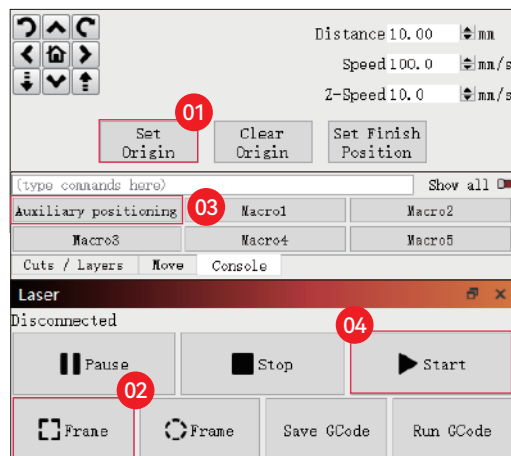 Distance 10.00 mm
Speed 100.0 mm/s
Z-Speed 10.0 mm/s
01
Set Origin
Clear Origin
Set Finish Position
(type commands here)
Show all
Auxiliary positioning
03
Macro1
Macro2
Macro3
Macro4
Macro5
Cuts / Layers
Move
Console
Laser
Disconnected
04
Pause
Stop
Start
02
Frame
Frame
Save GCode
Run GCode